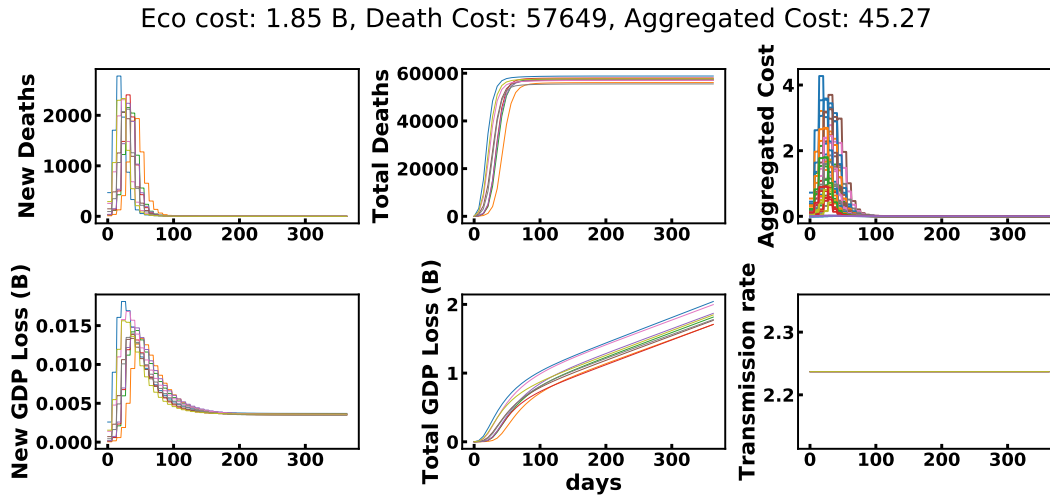 Eco cost: 1.85 B, Death Cost: 57649, Aggregated Cost: 45.27
New Deaths
2000
1000
0
0 100 200 300
Total Deaths
60000
40000
20000
0
0 100 200 300
Aggregated Cost
4
2
0
0 100 200 300
New GDP Loss (B)
0.015
0.010
0.005
0.000
0 100 200 300
Total GDP Loss (B)
2
1
0
0 100 200 300
days
Transmission rate
2.3
2.2
0 100 200 300